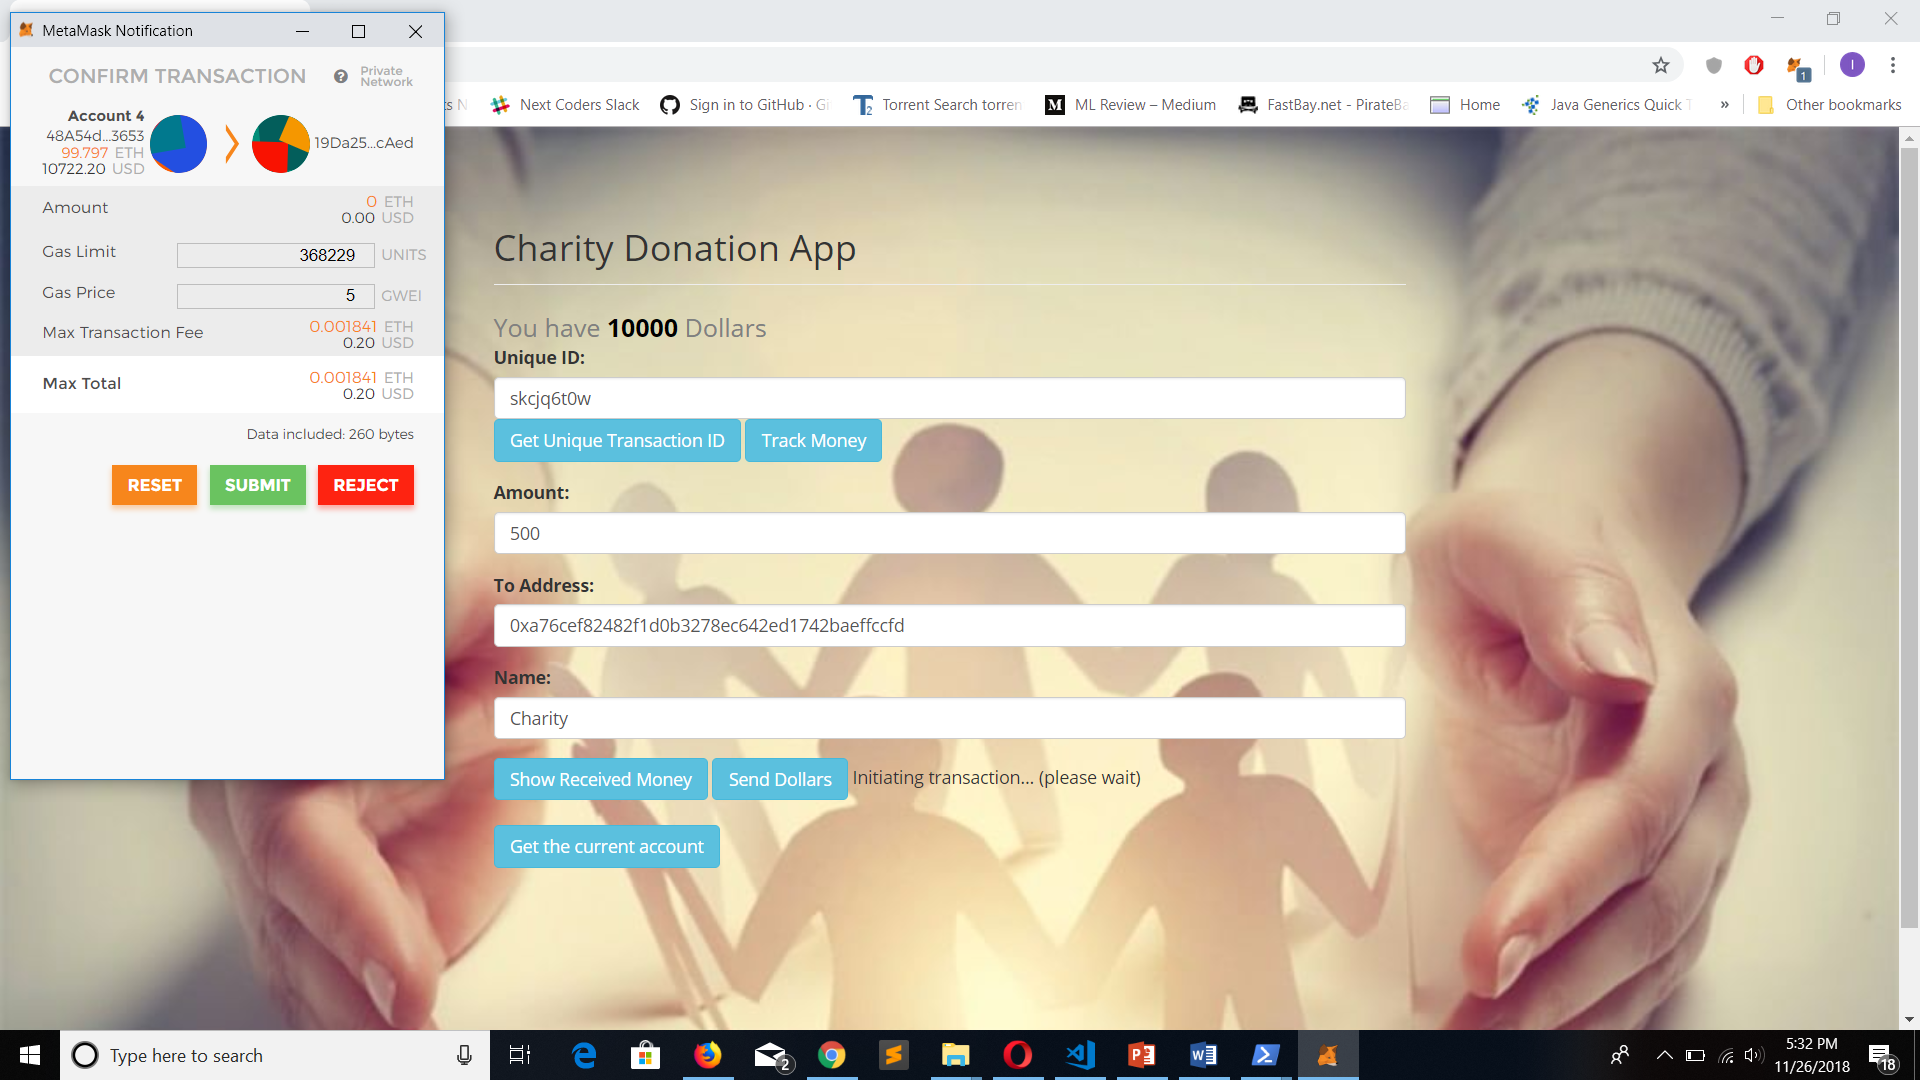 MetaMask Notification
CONFIRM TRANSACTION
?
Private
Network
Account 4
48A54d...3653
99.797 ETH
10722.20 USD
19Da25...cAed
Amount
0 ETH
0.00 USD
Gas Limit
368229 UNITS
Gas Price
5 GWEI
Max Transaction Fee
0.001841 ETH
0.20 USD
Max Total
0.001841 ETH
0.20 USD
Data included: 260 bytes
RESET SUBMIT REJECT
1
I
Next Coders Slack
Sign in to GitHub · Gi
T2 Torrent Search torren
M ML Review – Medium
FastBay.net - PirateBa
Home
Java Generics Quick T
»
Other bookmarks
Charity Donation App
You have 10000 Dollars
Unique ID:
skcjq6t0w
Get Unique Transaction ID Track Money
Amount:
500
To Address:
0xa76cef82482f1d0b3278ec642ed1742baeffccfd
Name:
Charity
Show Received Money Send Dollars Initiating transaction... (please wait)
Get the current account
Type here to search
2
5:32 PM
11/26/2018
18